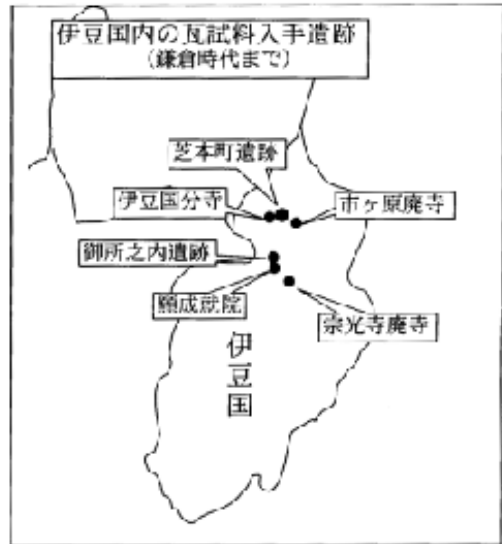 伊豆国内の瓦試料入手遺跡
(鎌倉時代まで)
芝本町遺跡
伊豆国分寺
市ヶ原廃寺
御所之内遺跡
願成就院
宗光寺廃寺
伊豆国